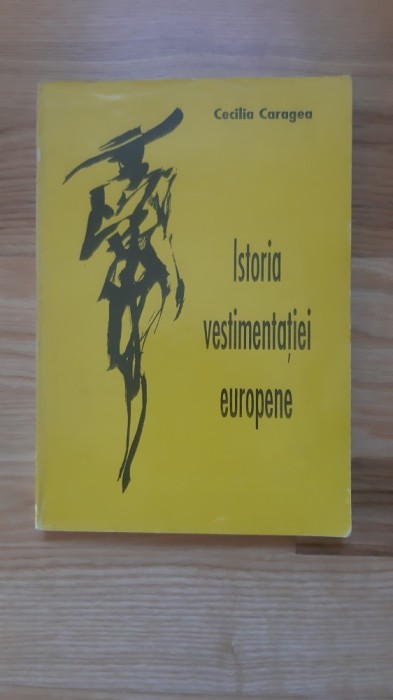 Cecilia Caragea
Istoria
vestimentației
europene